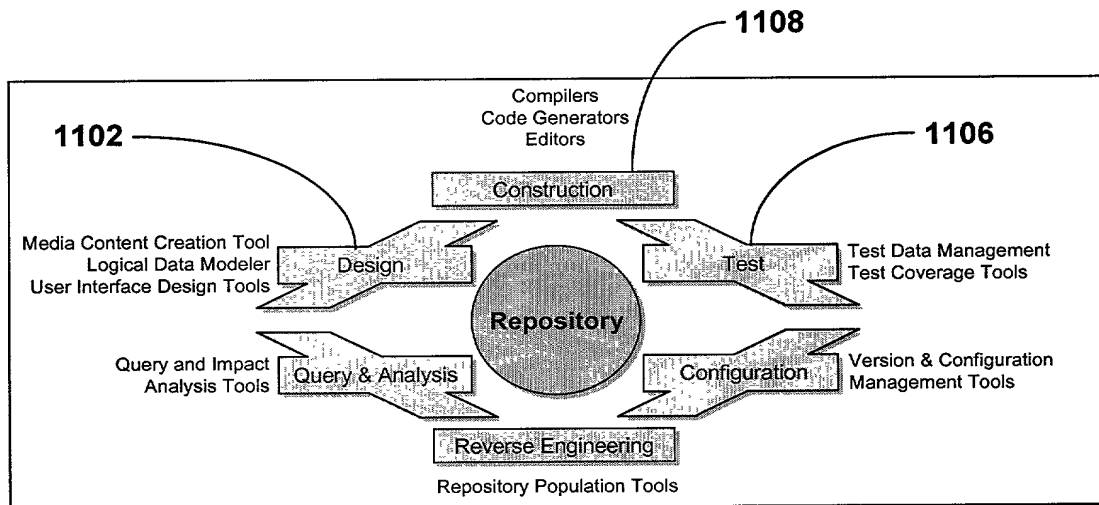 1108
Compilers
Code Generators
Editors
1102
1106
Construction
Media Content Creation Tool
Logical Data Modeler
User Interface Design Tools
Design
Test
Test Data Management
Test Coverage Tools
Repository
Query and Impact
Analysis Tools
Query & Analysis
Configuration
Version & Configuration
Management Tools
Reverse Engineering
Repository Population Tools